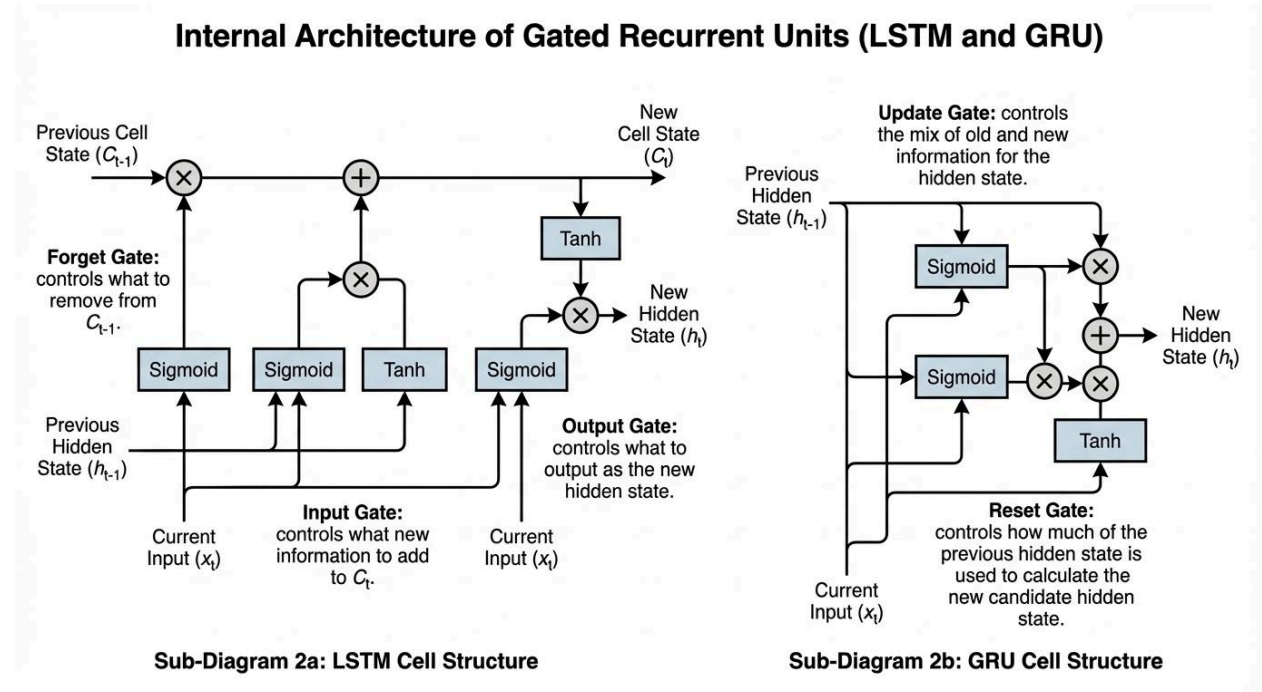 Internal Architecture of Gated Recurrent Units (LSTM and GRU)
Previous Cell
State (Ct-1)
New
Cell State
(Ct)
×
+
Tanh
Forget Gate:
controls what to
remove from
Ct-1.
×
×
New
Hidden
State (ht)
Sigmoid
Sigmoid
Tanh
Sigmoid
Previous
Hidden
State (ht-1)
Output Gate:
controls what to
output as the new
hidden state.
Current
Input (xt)
Input Gate:
controls what new
information to add
to Ct.
Current
Input (xt)
Sub-Diagram 2a: LSTM Cell Structure
Update Gate: controls
the mix of old and new
information for the
hidden state.
Previous
Hidden
State (ht-1)
Sigmoid
×
+
New
Hidden
State (ht)
Sigmoid
×
×
Tanh
Reset Gate:
controls how much of the
previous hidden state is
used to calculate the
new candidate hidden
state.
Current
Input (xt)
Sub-Diagram 2b: GRU Cell Structure